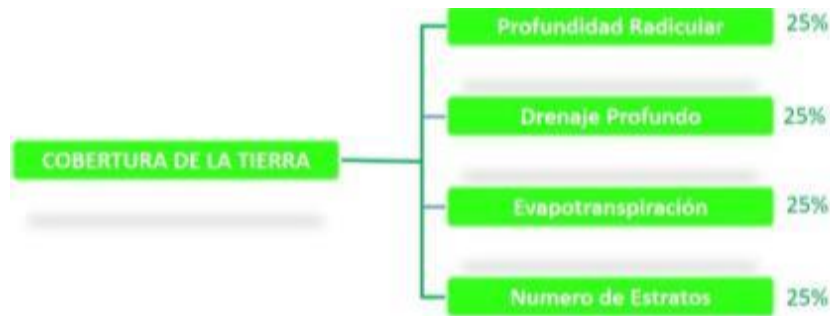 Profundidad Radicular 25%
Drenaje Profundo 25%
COBERTURA DE LA TIERRA
Evapotranspiración 25%
Numero de Estratos 25%